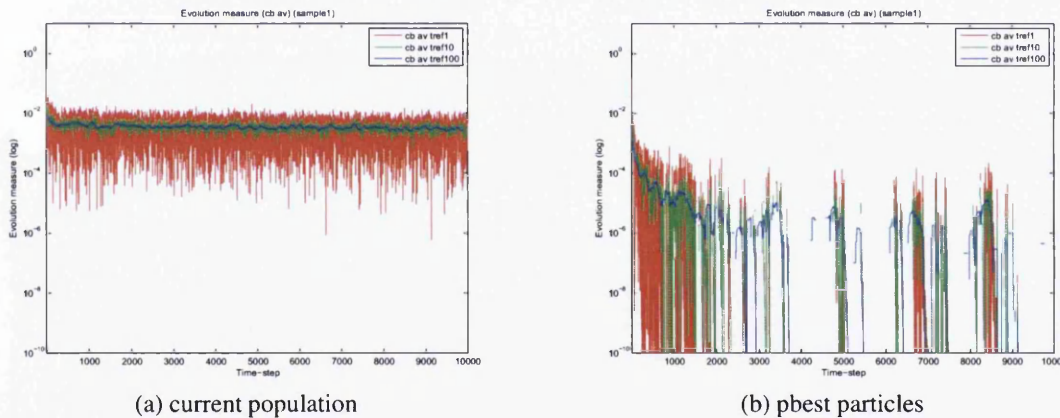 Evolution measure (cb av) (sample1)
cb av tref1
cb av tref10
cb av tref100
Evolution measure (log)
10^0
10^-2
10^-4
10^-6
10^-8
10^-10
1000 2000 3000 4000 5000 6000 7000 8000 9000 10000
Time-step
(a) current population
Evolution measure (cb av) (sample1)
cb av tref1
cb av tref10
cb av tref100
Evolution measure (log)
10^0
10^-2
10^-4
10^-6
10^-8
10^-10
1000 2000 3000 4000 5000 6000 7000 8000 9000 10000
Time-step
(b) pbest particles